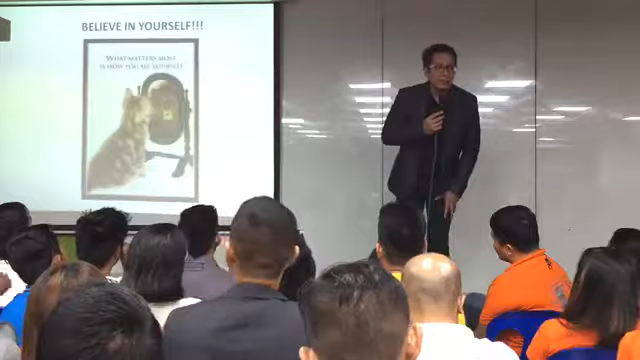 BELIEVE IN YOURSELF!!!
WHAT MATTERS MOST
IS HOW YOU SEE YOURSELF